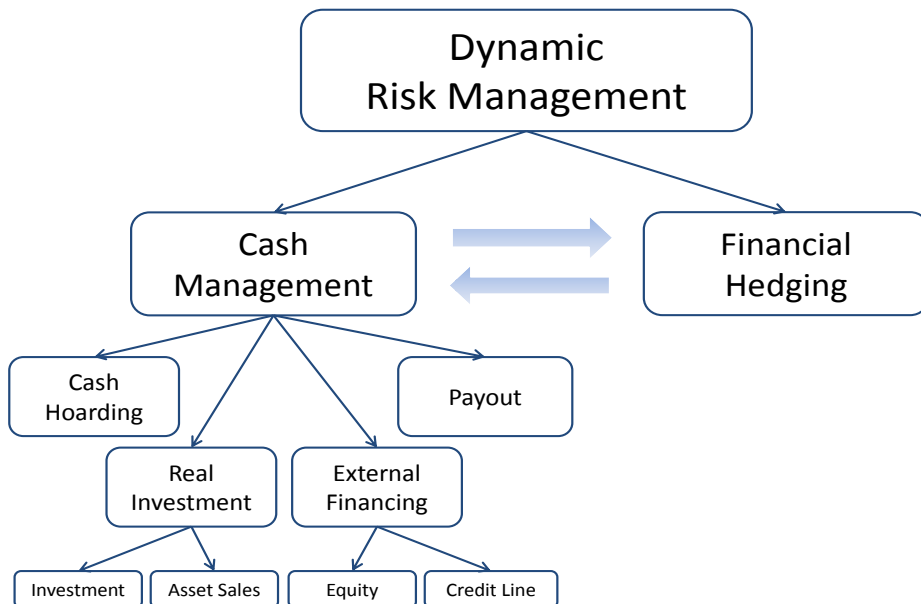 Dynamic
Risk Management
Cash
Management
Financial
Hedging
Cash
Hoarding
Payout
Real
Investment
External
Financing
Investment
Asset Sales
Equity
Credit Line